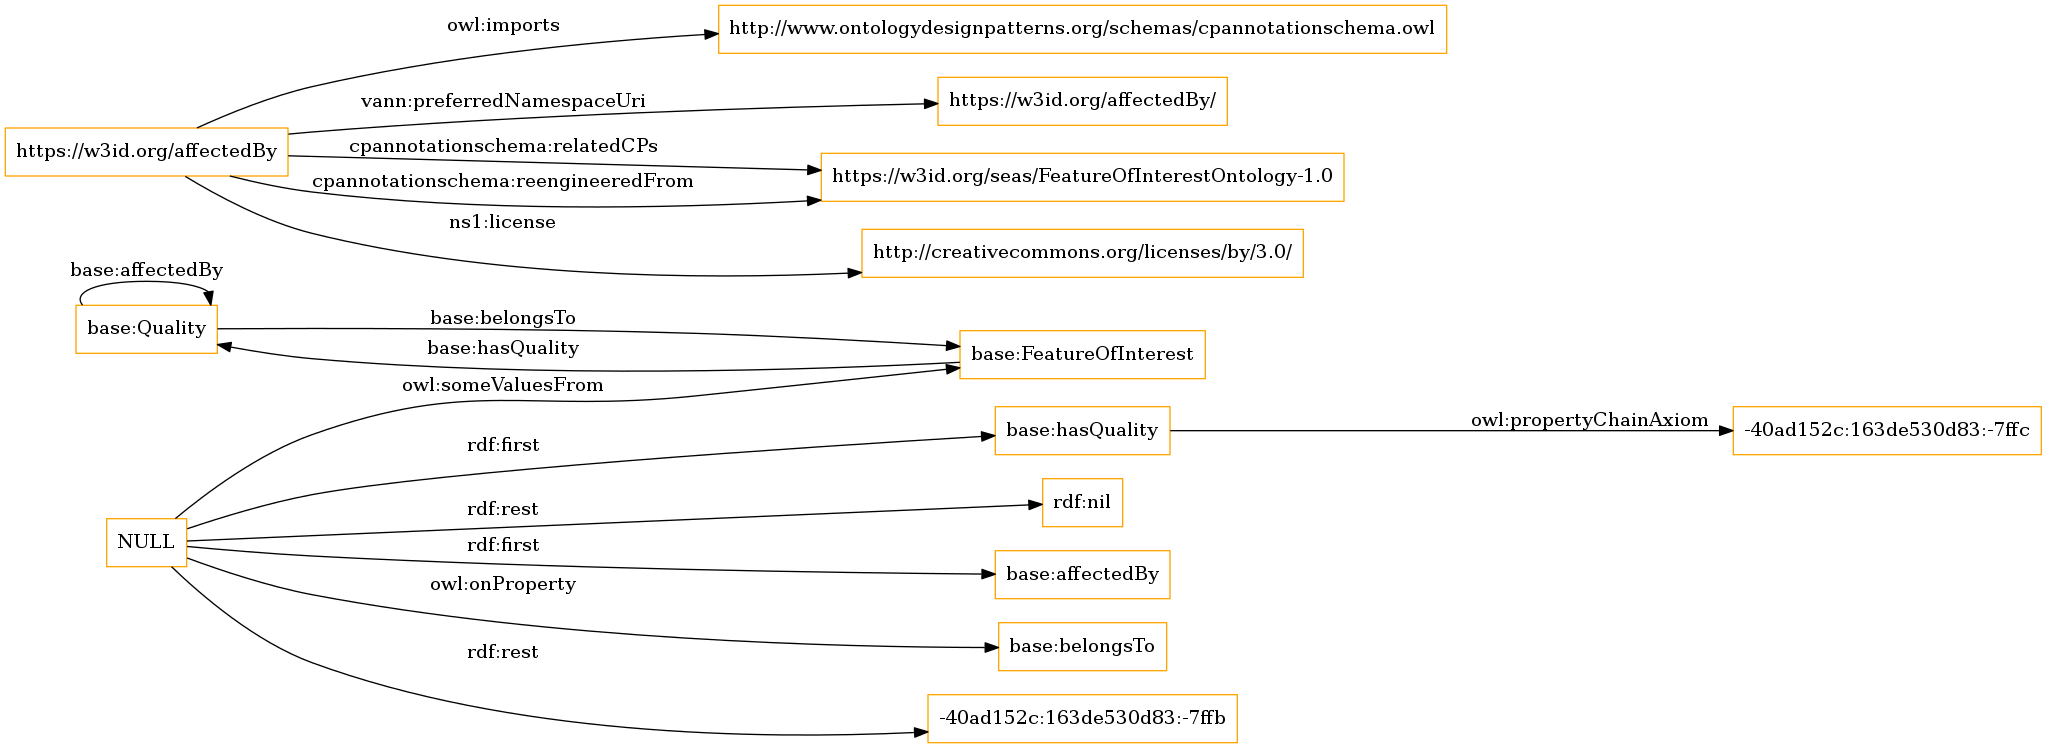 owl:imports
http://www.ontologydesignpatterns.org/schemas/cpannotationschema.owl
vann:preferredNamespaceUri
https://w3id.org/affectedBy/
https://w3id.org/affectedBy
cpannotationschema:relatedCPs
cpannotationschema:reengineeredFrom
https://w3id.org/seas/FeatureOfInterestOntology-1.0
ns1:license
http://creativecommons.org/licenses/by/3.0/
base:affectedBy
base:Quality
base:belongsTo
base:hasQuality
base:FeatureOfInterest
owl:someValuesFrom
rdf:first
base:hasQuality
owl:propertyChainAxiom
-40ad152c:163de530d83:-7ffc
rdf:rest
rdf:nil
NULL
rdf:first
base:affectedBy
owl:onProperty
base:belongsTo
rdf:rest
-40ad152c:163de530d83:-7ffb